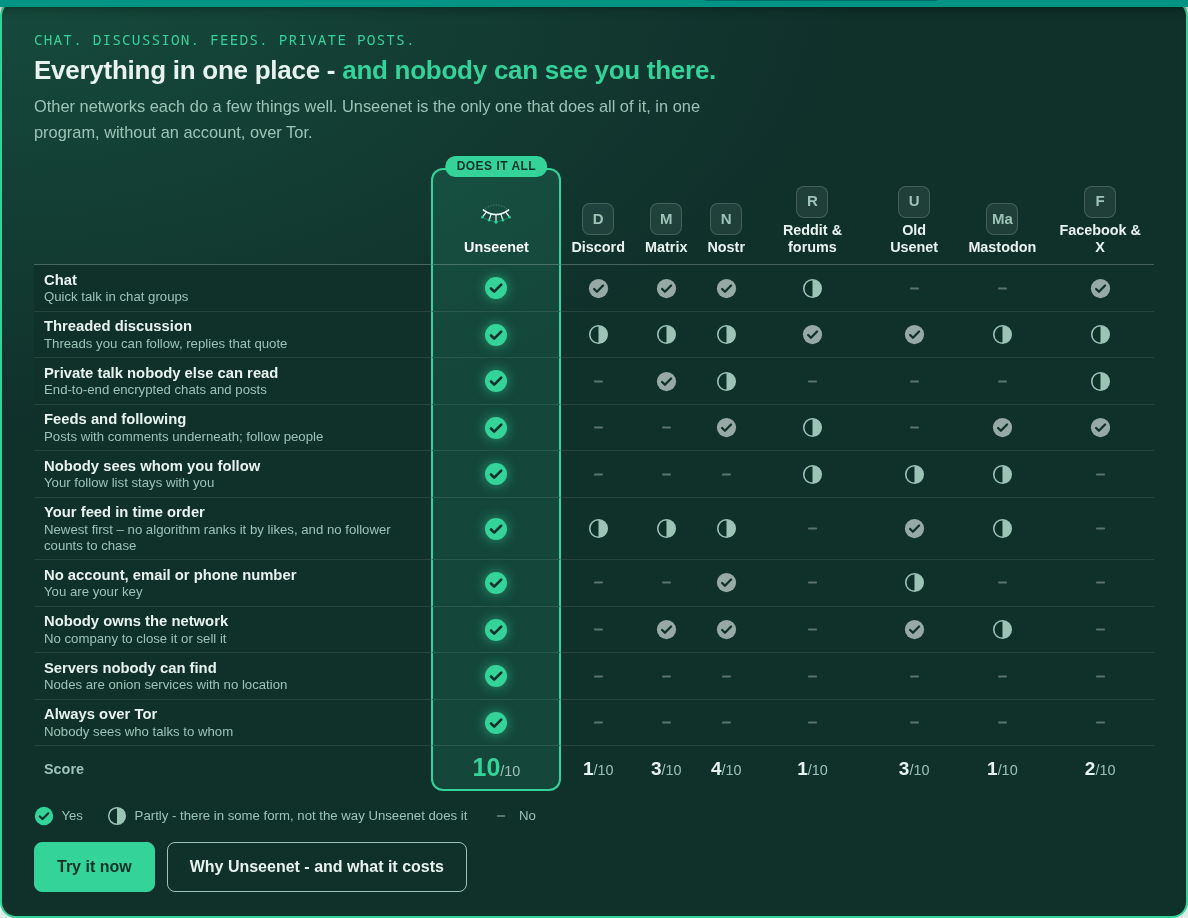 CHAT. DISCUSSION. FEEDS. PRIVATE POSTS.
Everything in one place - and nobody can see you there.
Other networks each do a few things well. Unseenet is the only one that does all of it, in one
program, without an account, over Tor.
DOES IT ALL
Unseenet
D
Discord
M
Matrix
N
Nostr
R
Reddit &
forums
U
Old
Usenet
Ma
Mastodon
F
Facebook &
X
Chat
Quick talk in chat groups
Threaded discussion
Threads you can follow, replies that quote
Private talk nobody else can read
End-to-end encrypted chats and posts
Feeds and following
Posts with comments underneath; follow people
Nobody sees whom you follow
Your follow list stays with you
Your feed in time order
Newest first – no algorithm ranks it by likes, and no follower
counts to chase
No account, email or phone number
You are your key
Nobody owns the network
No company to close it or sell it
Servers nobody can find
Nodes are onion services with no location
Always over Tor
Nobody sees who talks to whom
Score 10/10 1/10 3/10 4/10 1/10 3/10 1/10 2/10
Yes Partly - there in some form, not the way Unseenet does it – No
Try it now
Why Unseenet - and what it costs